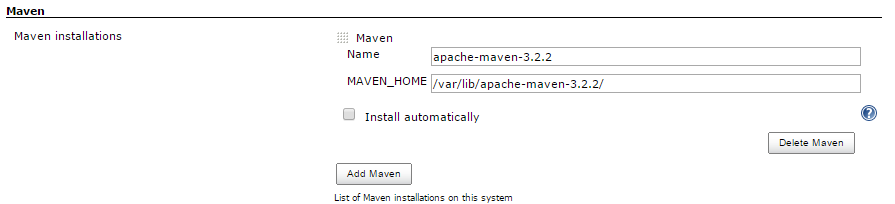 Maven
Maven installations
Maven
Name
apache-maven-3.2.2
MAVEN_HOME
/var/lib/apache-maven-3.2.2/
Install automatically
?
Delete Maven
Add Maven
List of Maven installations on this system